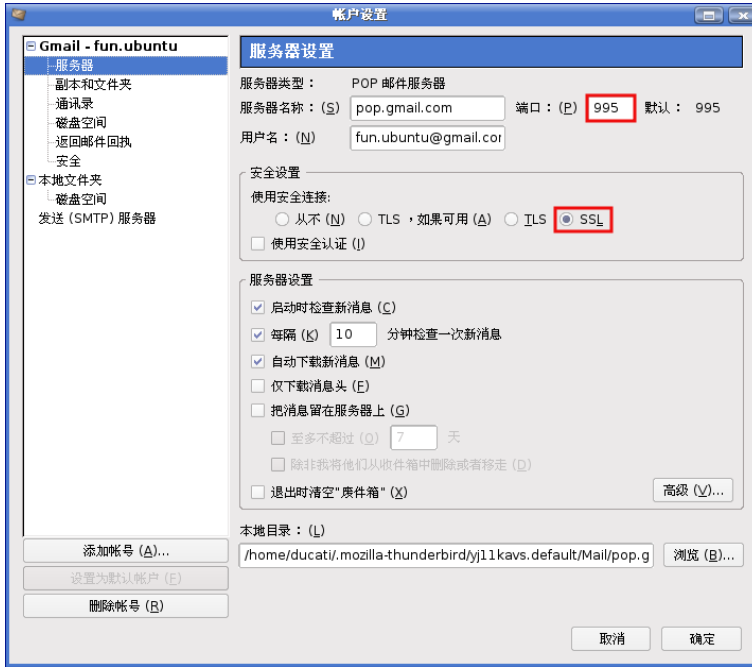 帐户设置
Gmail - fun.ubuntu
服务器
副本和文件夹
通讯录
磁盘空间
返回邮件回执
安全
本地文件夹
磁盘空间
发送 (SMTP) 服务器
添加帐号 (A)...
设置为默认帐户 (F)
删除帐号 (R)
服务器设置
服务器类型： POP 邮件服务器
服务器名称：(S) pop.gmail.com 端口：(P) 995 默认： 995
用户名：(N) fun.ubuntu@gmail.cor
安全设置
使用安全连接:
从不 (N) TLS ，如果可用 (A) TLS SSL
使用安全认证 (I)
服务器设置
启动时检查新消息 (C)
每隔 (K) 10 分钟检查一次新消息
自动下载新消息 (M)
仅下载消息头 (F)
把消息留在服务器上 (G)
至多不超过 (O) 7 天
除非我将他们从收件箱中删除或者移走 (D)
退出时清空"废件箱" (X)
高级 (V)...
本地目录：(L)
/home/ducati/.mozilla-thunderbird/yj11kavs.default/Mail/pop.g 浏览 (B)...
取消 确定